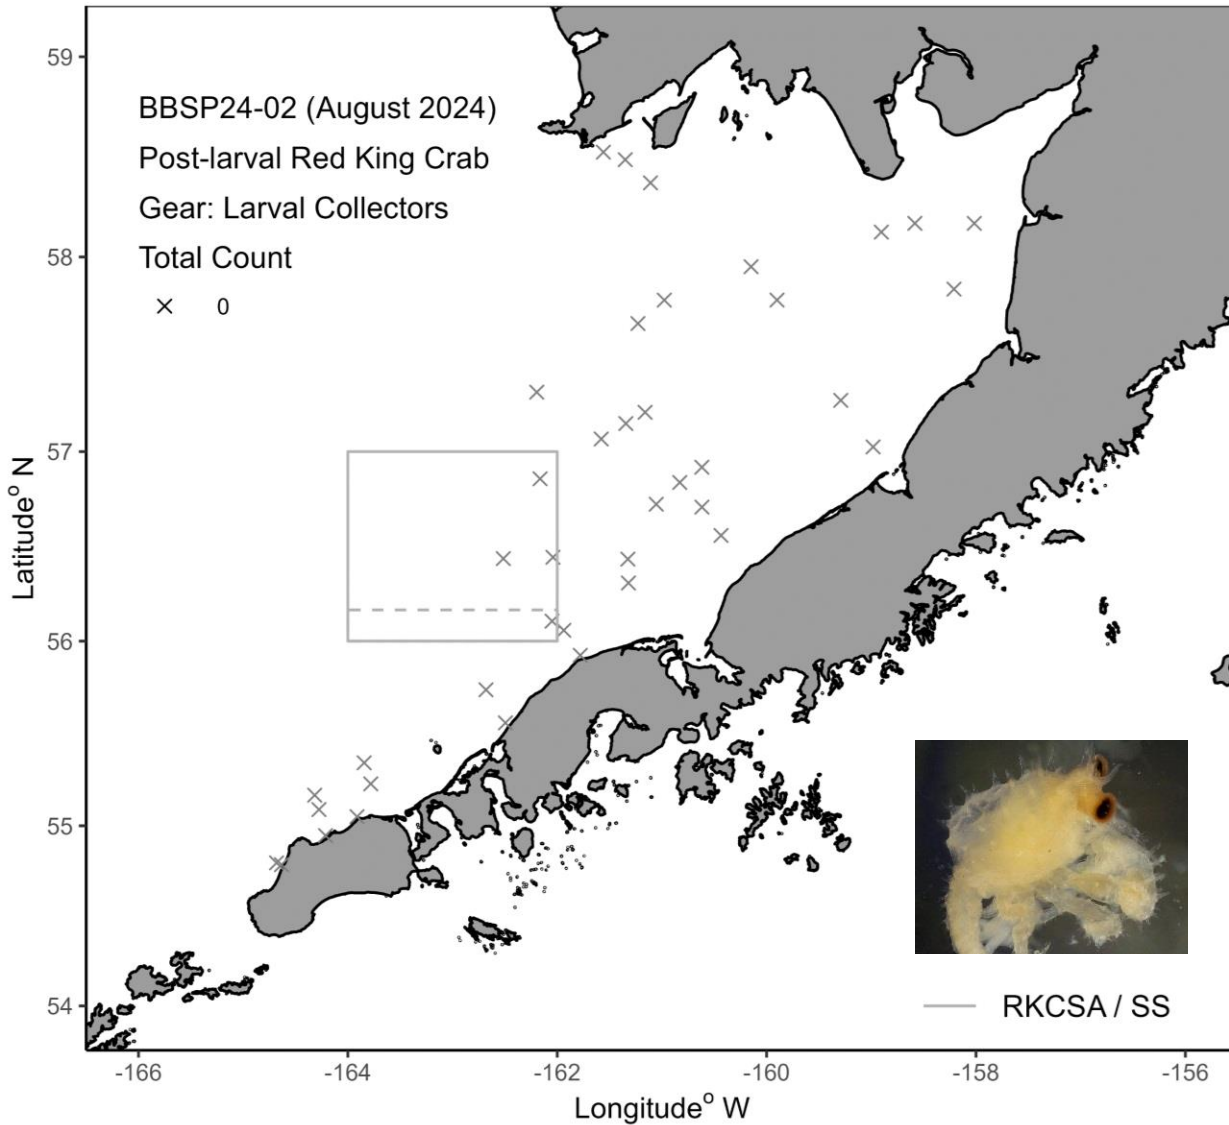 BBSP24-02 (August 2024)
Post-larval Red King Crab
Gear: Larval Collectors
Total Count
0
59
58
57
56
55
54
Latitude° N
-166
-164
-162
-160
-158
-156
Longitude° W
RKCSA / SS